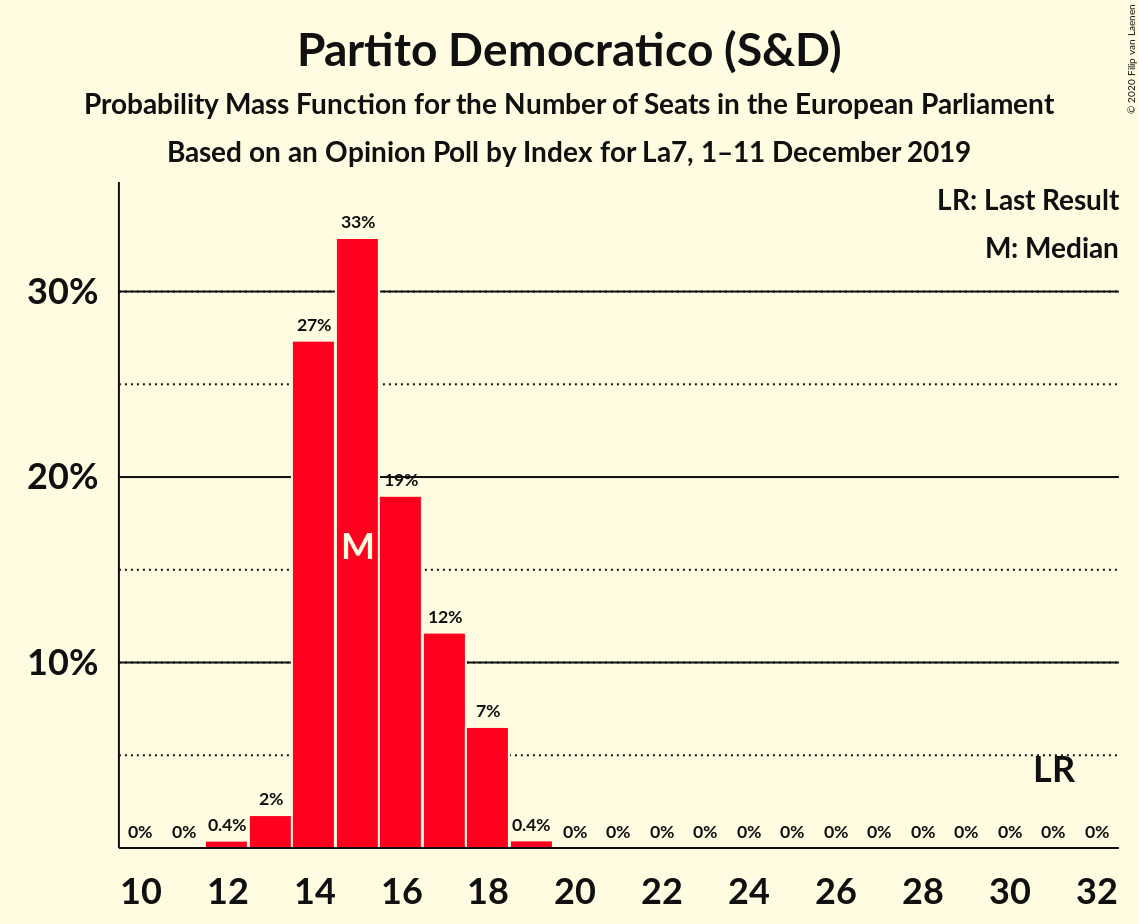 Partito Democratico (S&D)
Probability Mass Function for the Number of Seats in the European Parliament
Based on an Opinion Poll by Index for La7, 1–11 December 2019
© 2020 Filip van Laenen
LR: Last Result
M: Median
30%
20%
10%
0% 0% 0.4% 2% 27% 33% 19% 12% 7% 0.4% 0% 0% 0% 0% 0% 0% 0% 0% 0% 0% 0% 0% 0%
M
LR
10 12 14 16 18 20 22 24 26 28 30 32